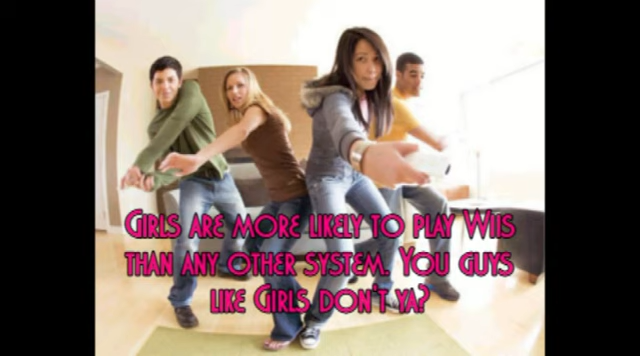 Girls are more likely to play Wiis
than any other system. You guys
like Girls don't ya?